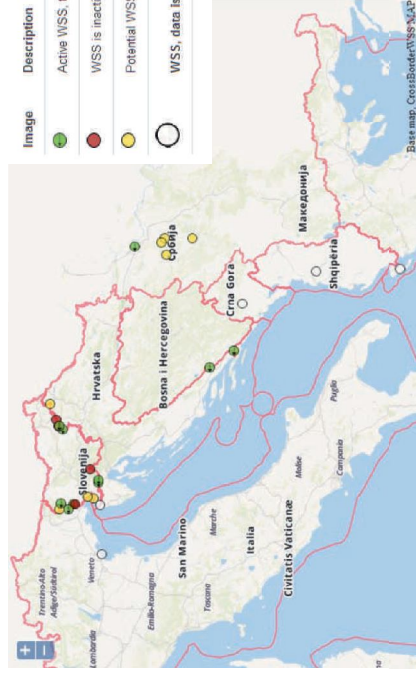 Image Description
Active WSS,
WSS is inacti
Potential WSS
WSS, data is
+
−
Trentino-Alto
Adige/Südtirol
Lombardia
Veneto
Slovenija
Hrvatska
Emilia-Romagna
San Marino
Bosna i Hercegovina
Србија
Toscana
Marche
Italia
Crna Gora
Civitatis Vaticanæ
Molise
Македонија
Shqipëria
Campania
Puglia
Base map, CrossBorderWSS MAP